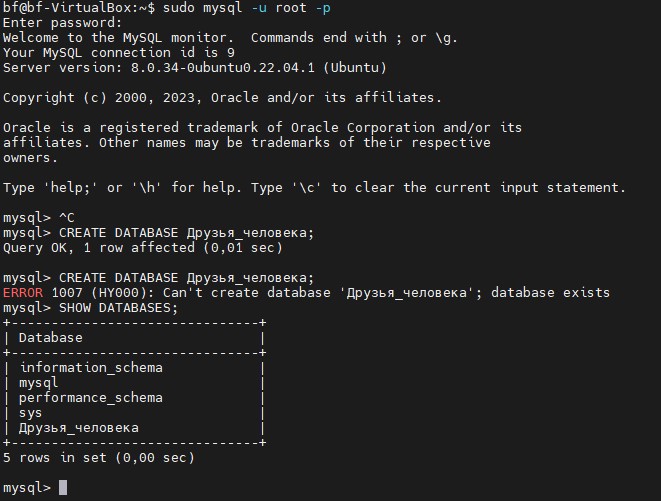 bf@bf-VirtualBox:~$ sudo mysql -u root -p
Enter password:
Welcome to the MySQL monitor.  Commands end with ; or \g.
Your MySQL connection id is 9
Server version: 8.0.34-0ubuntu0.22.04.1 (Ubuntu)

Copyright (c) 2000, 2023, Oracle and/or its affiliates.

Oracle is a registered trademark of Oracle Corporation and/or its
affiliates. Other names may be trademarks of their respective
owners.

Type 'help;' or '\h' for help. Type '\c' to clear the current input statement.

mysql> ^C
mysql> CREATE DATABASE Друзья_человека;
Query OK, 1 row affected (0,01 sec)

mysql> CREATE DATABASE Друзья_человека;
ERROR 1007 (HY000): Can't create database 'Друзья_человека'; database exists
mysql> SHOW DATABASES;
+-------------------------------+
| Database                      |
+-------------------------------+
| information_schema            |
| mysql                         |
| performance_schema            |
| sys                           |
| Друзья_человека               |
+-------------------------------+
5 rows in set (0,00 sec)

mysql>